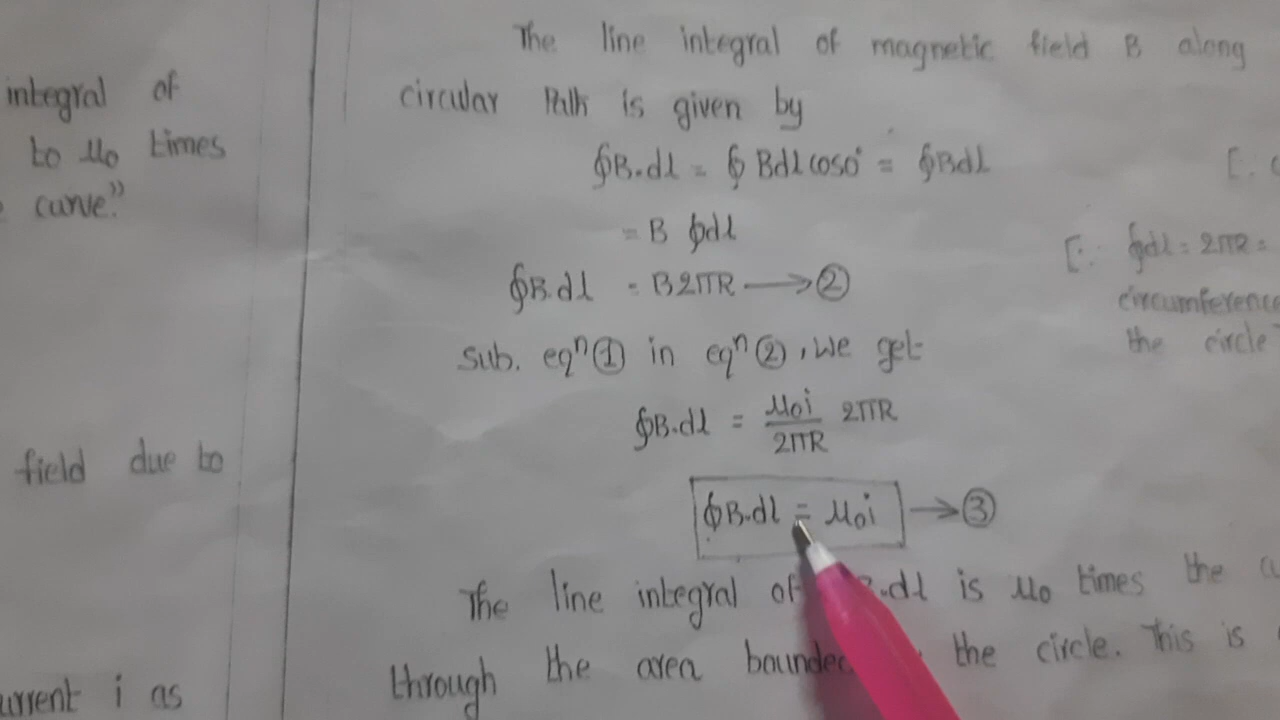 integral of
to μ0 times
curve."
field due to
current i as
The line integral of magnetic field B along
circular Path is given by
∮B.dl = ∮ Bdl cos0° = ∮Bdl
= B ∮dl
∮B.dl = B2πR → ②
Sub. eqⁿ ① in eqⁿ ②, we get
∮B.dl = μ0i/2πR 2πR
∮B.dl = μ0i → ③
The line integral of B.dl is μ0 times the
through the area bounded the circle. This is
[∵ ∮dl = 2πR =
circumference
the circle